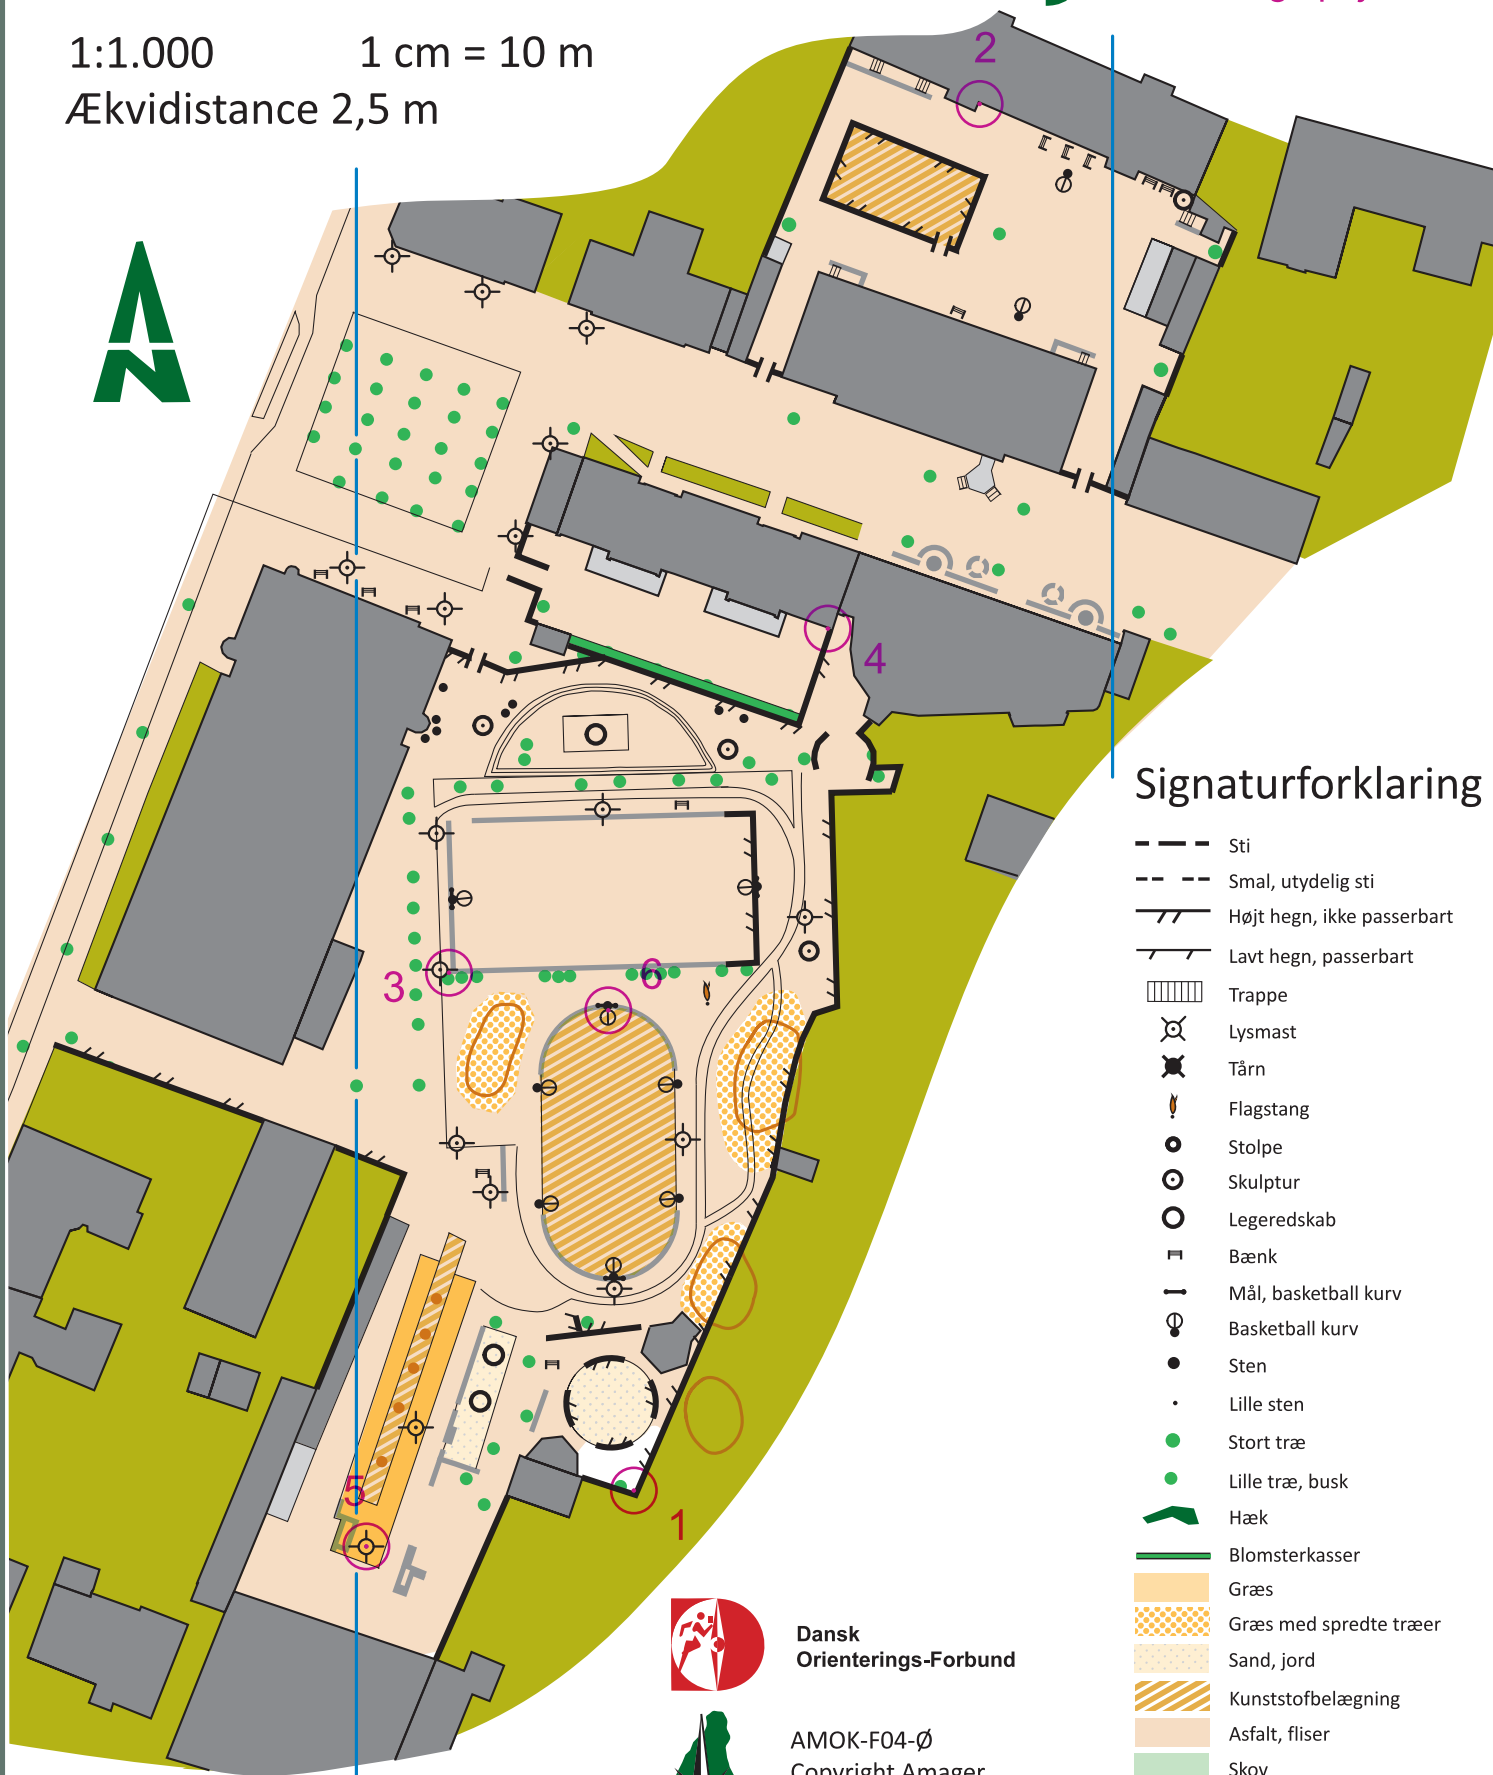 1:1.000 1 cm = 10 m
Ækvidistance 2,5 m
2
4
3
6
5
1
Signaturforklaring
Sti
Smal, utydelig sti
Højt hegn, ikke passerbart
Lavt hegn, passerbart
Trappe
Lysmast
Tårn
Flagstang
Stolpe
Skulptur
Legeredskab
Bænk
Mål, basketball kurv
Basketball kurv
Sten
Lille sten
Stort træ
Lille træ, busk
Hæk
Blomsterkasser
Græs
Græs med spredte træer
Sand, jord
Kunststofbelægning
Asfalt, fliser
Skov
Dansk
Orienterings-Forbund
AMOK-F04-Ø
Copyright Amager